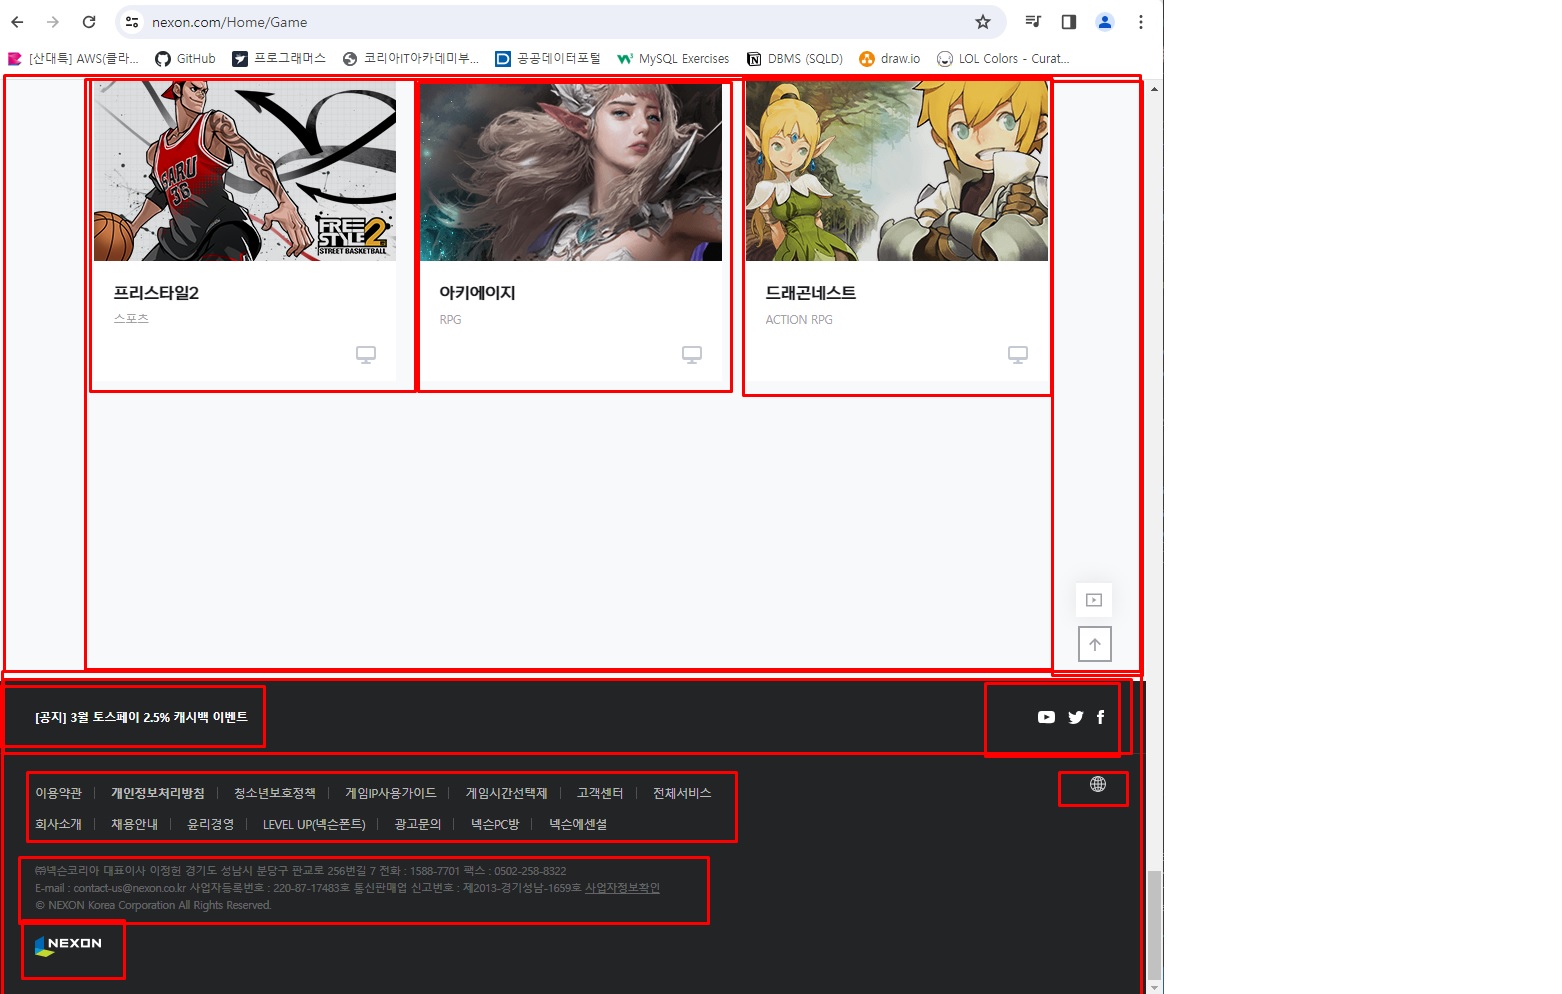 nexon.com/Home/Game
[산대특] AWS(클라... GitHub 프로그래머스 코리아IT아카데미부... 공공데이터포털 MySQL Exercises DBMS (SQLD) draw.io LOL Colors - Curat...
GARU
36
FREE
STYLE2
STREET BASKETBALL
프리스타일2
스포츠
아키에이지
RPG
드래곤네스트
ACTION RPG
[공지] 3월 토스페이 2.5% 캐시백 이벤트
이용약관 개인정보처리방침 청소년보호정책 게임IP사용가이드 게임시간선택제 고객센터 전체서비스
회사소개 채용안내 윤리경영 LEVEL UP(넥슨폰트) 광고문의 넥슨PC방 넥슨에센셜
㈜넥슨코리아 대표이사 이정헌 경기도 성남시 분당구 판교로 256번길 7 전화 : 1588-7701 팩스 : 0502-258-8322
E-mail : contact-us@nexon.co.kr 사업자등록번호 : 220-87-17483호 통신판매업 신고번호 : 제2013-경기성남-1659호 사업자정보확인
© NEXON Korea Corporation All Rights Reserved.
NEXON